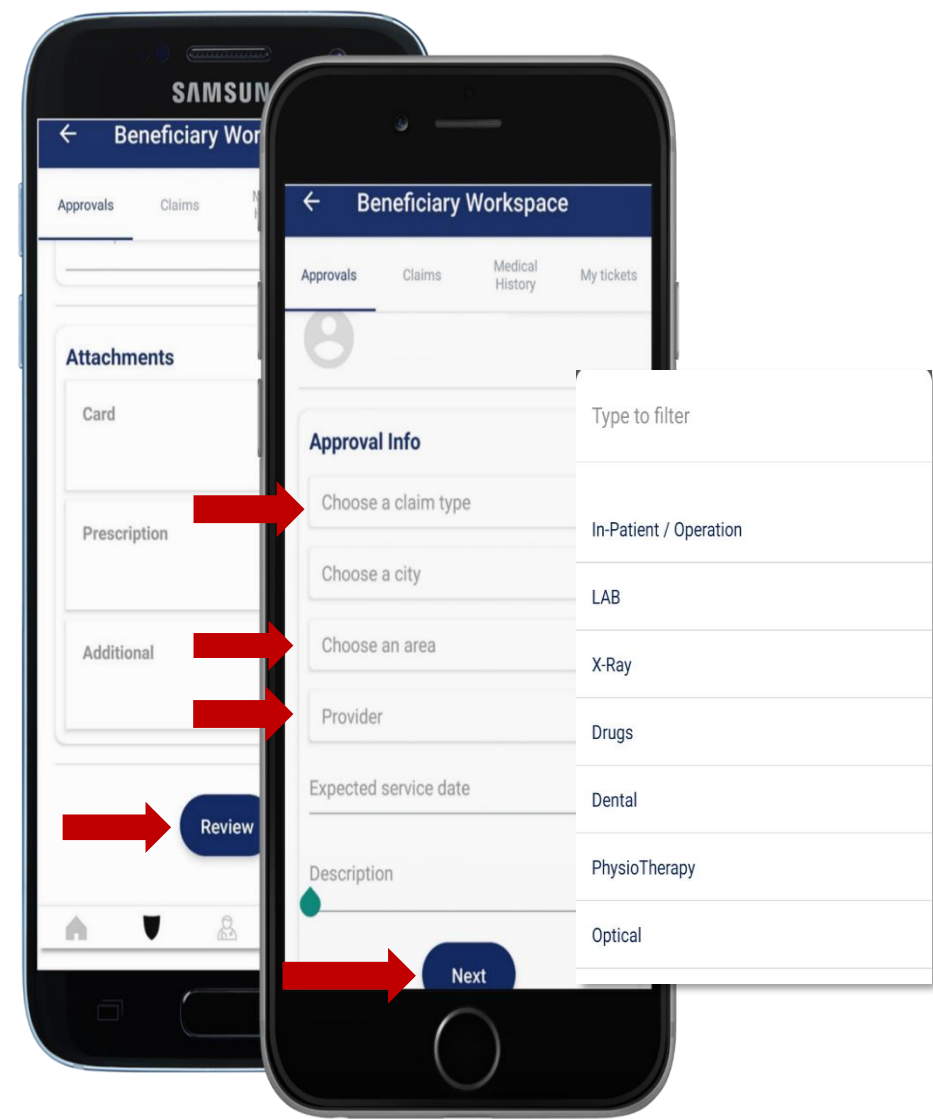 SAMSUN
Beneficiary Wor
Approvals
Claims
Attachments
Card
Prescription
Additional
Review
Beneficiary Workspace
Approvals
Claims
Medical
History
My tickets
Approval Info
Choose a claim type
Choose a city
Choose an area
Provider
Expected service date
Description
Next
Type to filter
In-Patient / Operation
LAB
X-Ray
Drugs
Dental
PhysioTherapy
Optical